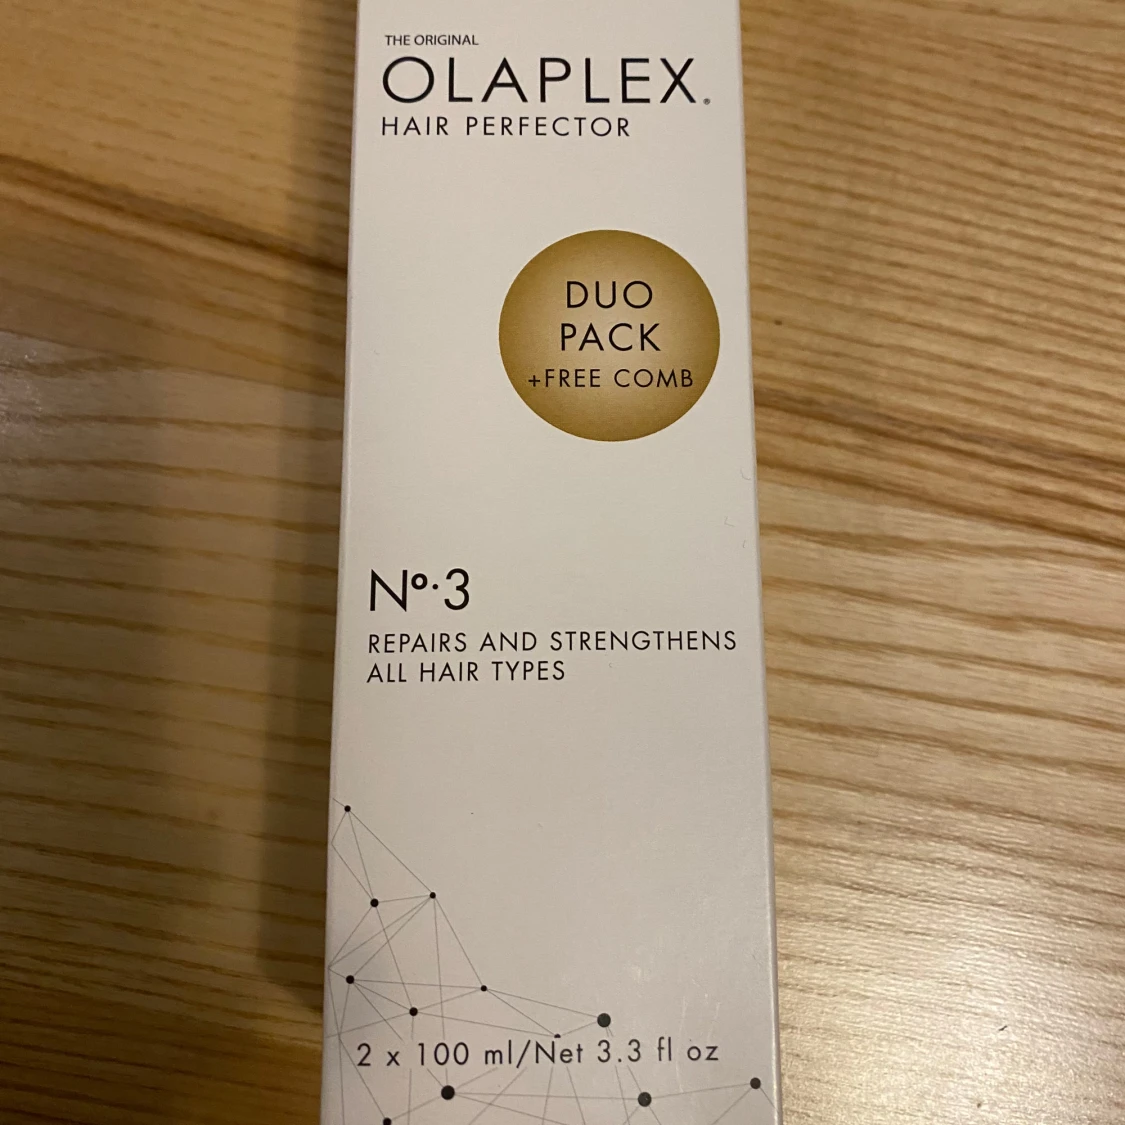 THE ORIGINAL
OLAPLEX®
HAIR PERFECTOR
DUO
PACK
+FREE COMB
Nº·3
REPAIRS AND STRENGTHENS
ALL HAIR TYPES
2 x 100 ml/Net 3.3 fl oz